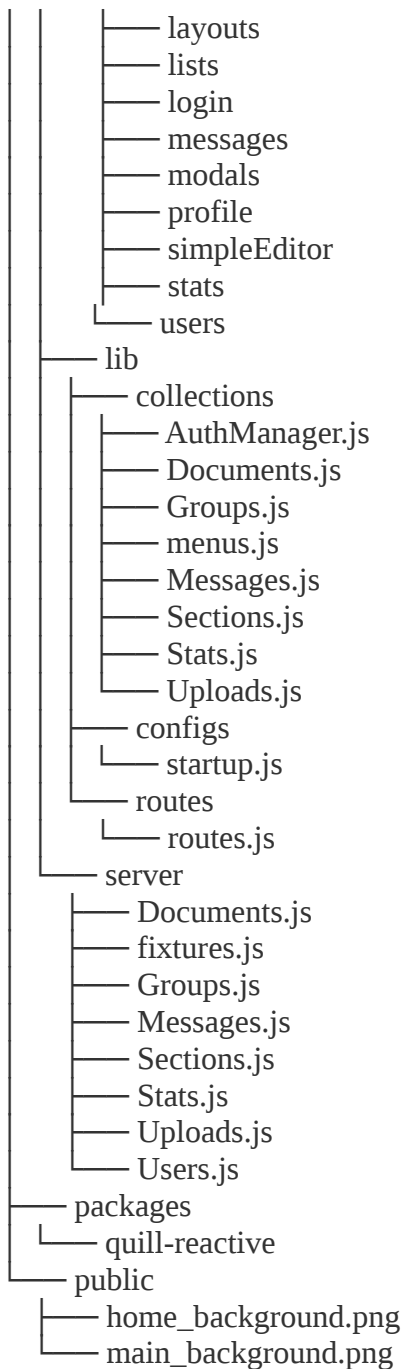 layouts
lists
login
messages
modals
profile
simpleEditor
stats
users
lib
collections
AuthManager.js
Documents.js
Groups.js
menus.js
Messages.js
Sections.js
Stats.js
Uploads.js
configs
startup.js
routes
routes.js
server
Documents.js
fixtures.js
Groups.js
Messages.js
Sections.js
Stats.js
Uploads.js
Users.js
packages
quill-reactive
public
home_background.png
main_background.png